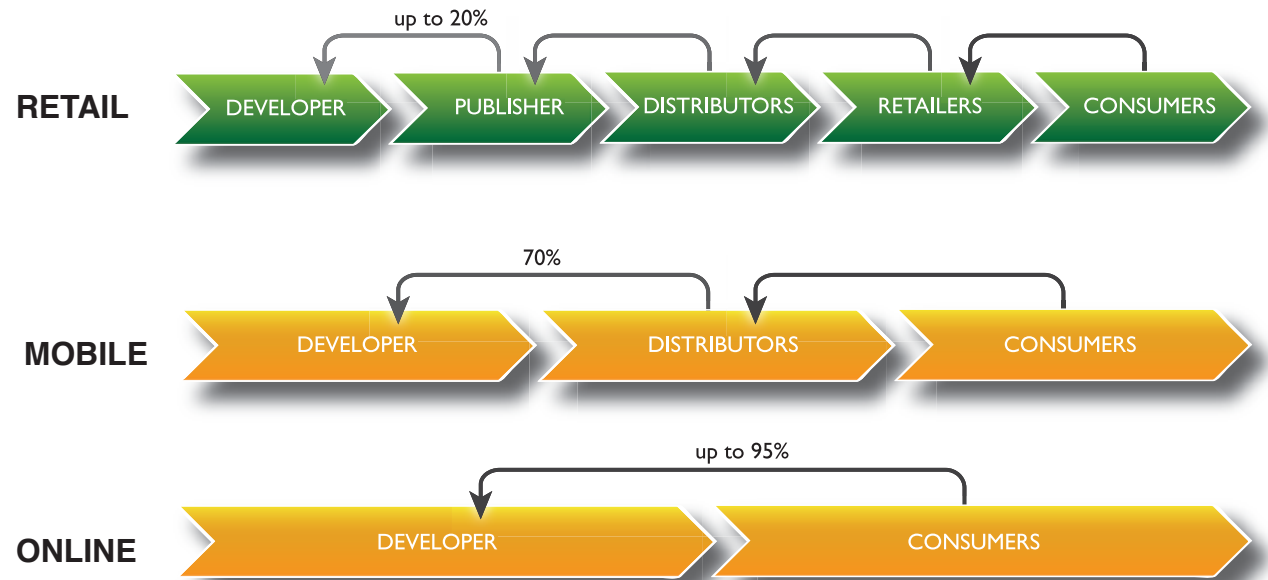 up to 20%
RETAIL DEVELOPER PUBLISHER DISTRIBUTORS RETAILERS CONSUMERS
70%
MOBILE DEVELOPER DISTRIBUTORS CONSUMERS
up to 95%
ONLINE DEVELOPER CONSUMERS